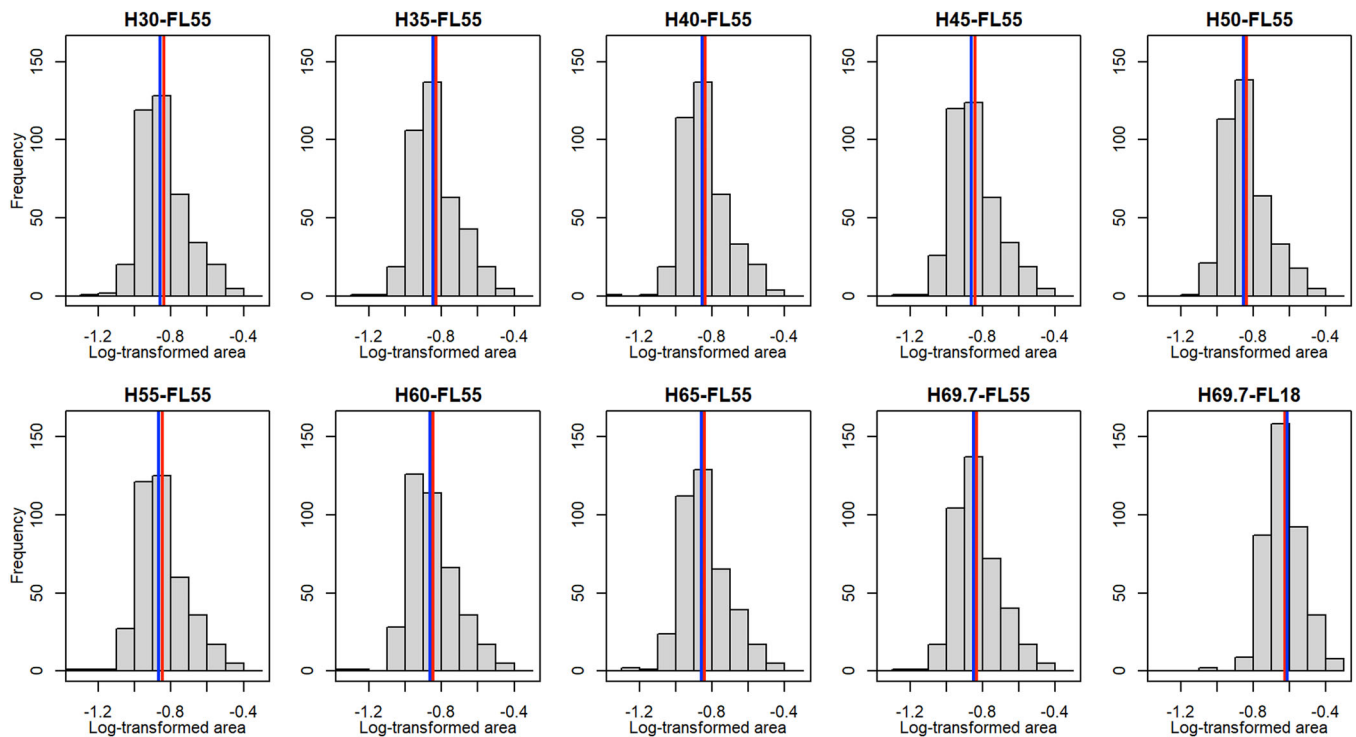 H30-FL55 H35-FL55 H40-FL55 H45-FL55 H50-FL55
Frequency
0 50 100 150 0 50 100 150 0 50 100 150 0 50 100 150 0 50 100 150
-1.2 -0.8 -0.4 -1.2 -0.8 -0.4 -1.2 -0.8 -0.4 -1.2 -0.8 -0.4 -1.2 -0.8 -0.4
Log-transformed area Log-transformed area Log-transformed area Log-transformed area Log-transformed area
H55-FL55 H60-FL55 H65-FL55 H69.7-FL55 H69.7-FL18
Frequency
0 50 100 150 0 50 100 150 0 50 100 150 0 50 100 150 0 50 100 150
-1.2 -0.8 -0.4 -1.2 -0.8 -0.4 -1.2 -0.8 -0.4 -1.2 -0.8 -0.4 -1.2 -0.8 -0.4
Log-transformed area Log-transformed area Log-transformed area Log-transformed area Log-transformed area